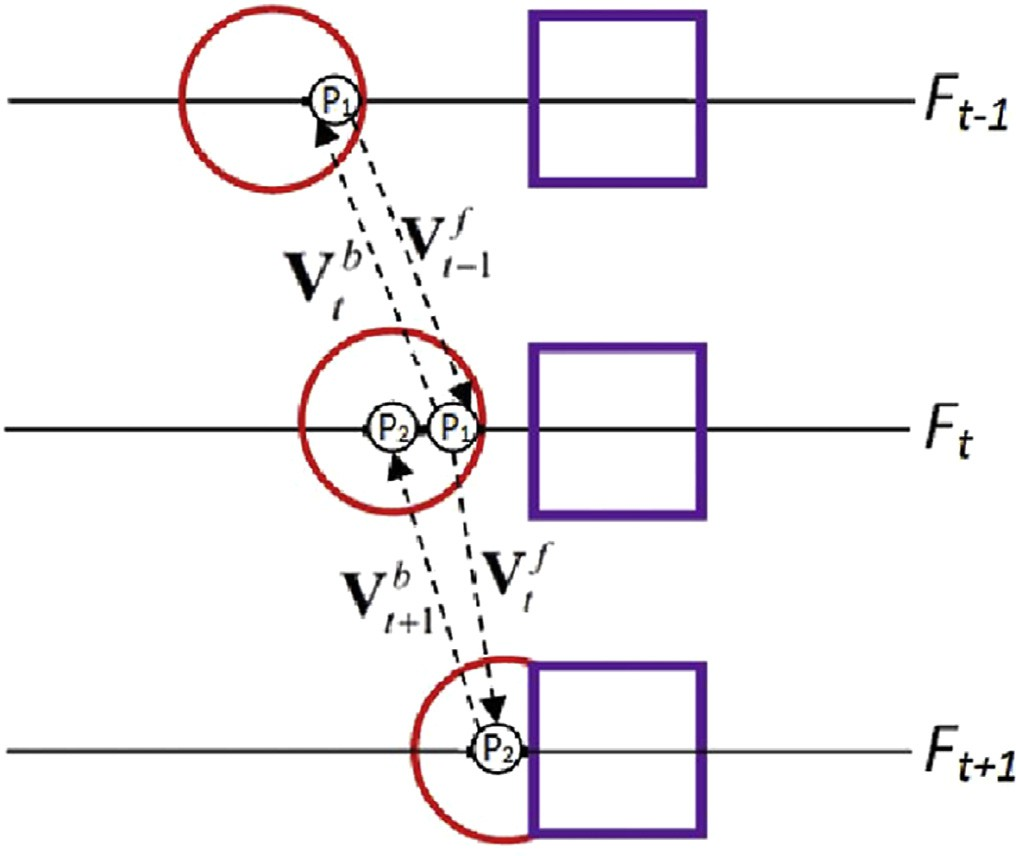 P₁ F_{t-1}
V_{t-1}^f
V_t^b
P₂ P₁ F_t
V_t^f
V_{t+1}^b
P₂ F_{t+1}